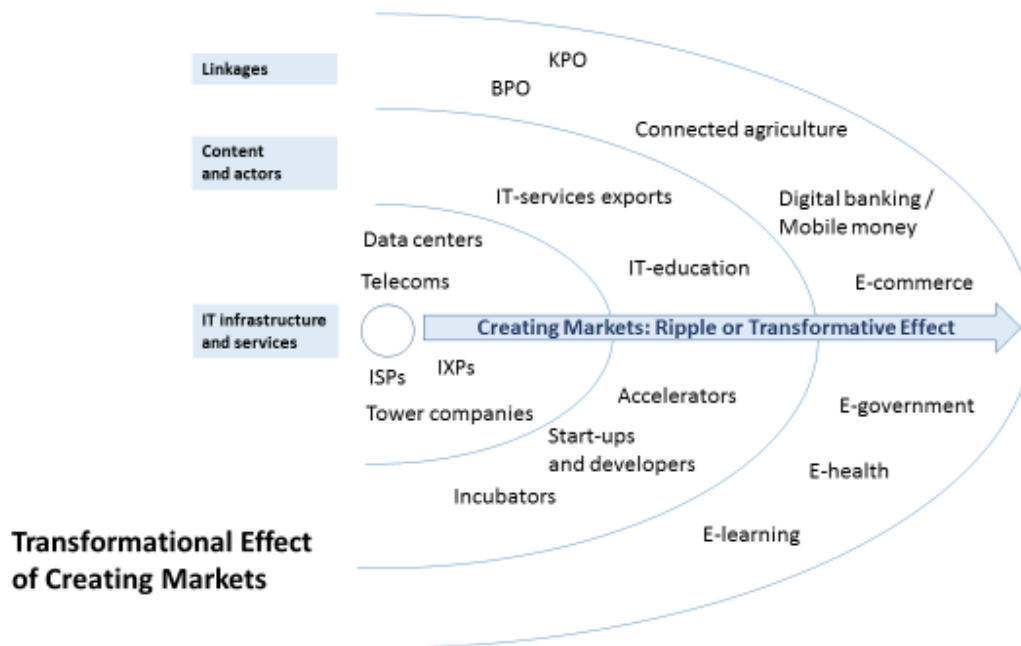 KPO
Linkages
BPO
Connected agriculture
Content
and actors
IT-services exports
Digital banking /
Mobile money
Data centers
IT-education
Telecoms
E-commerce
IT infrastructure
and services
Creating Markets: Ripple or Transformative Effect
IXPs
ISPs
Accelerators
E-government
Tower companies
Start-ups
and developers
E-health
Incubators
E-learning
Transformational Effect
of Creating Markets